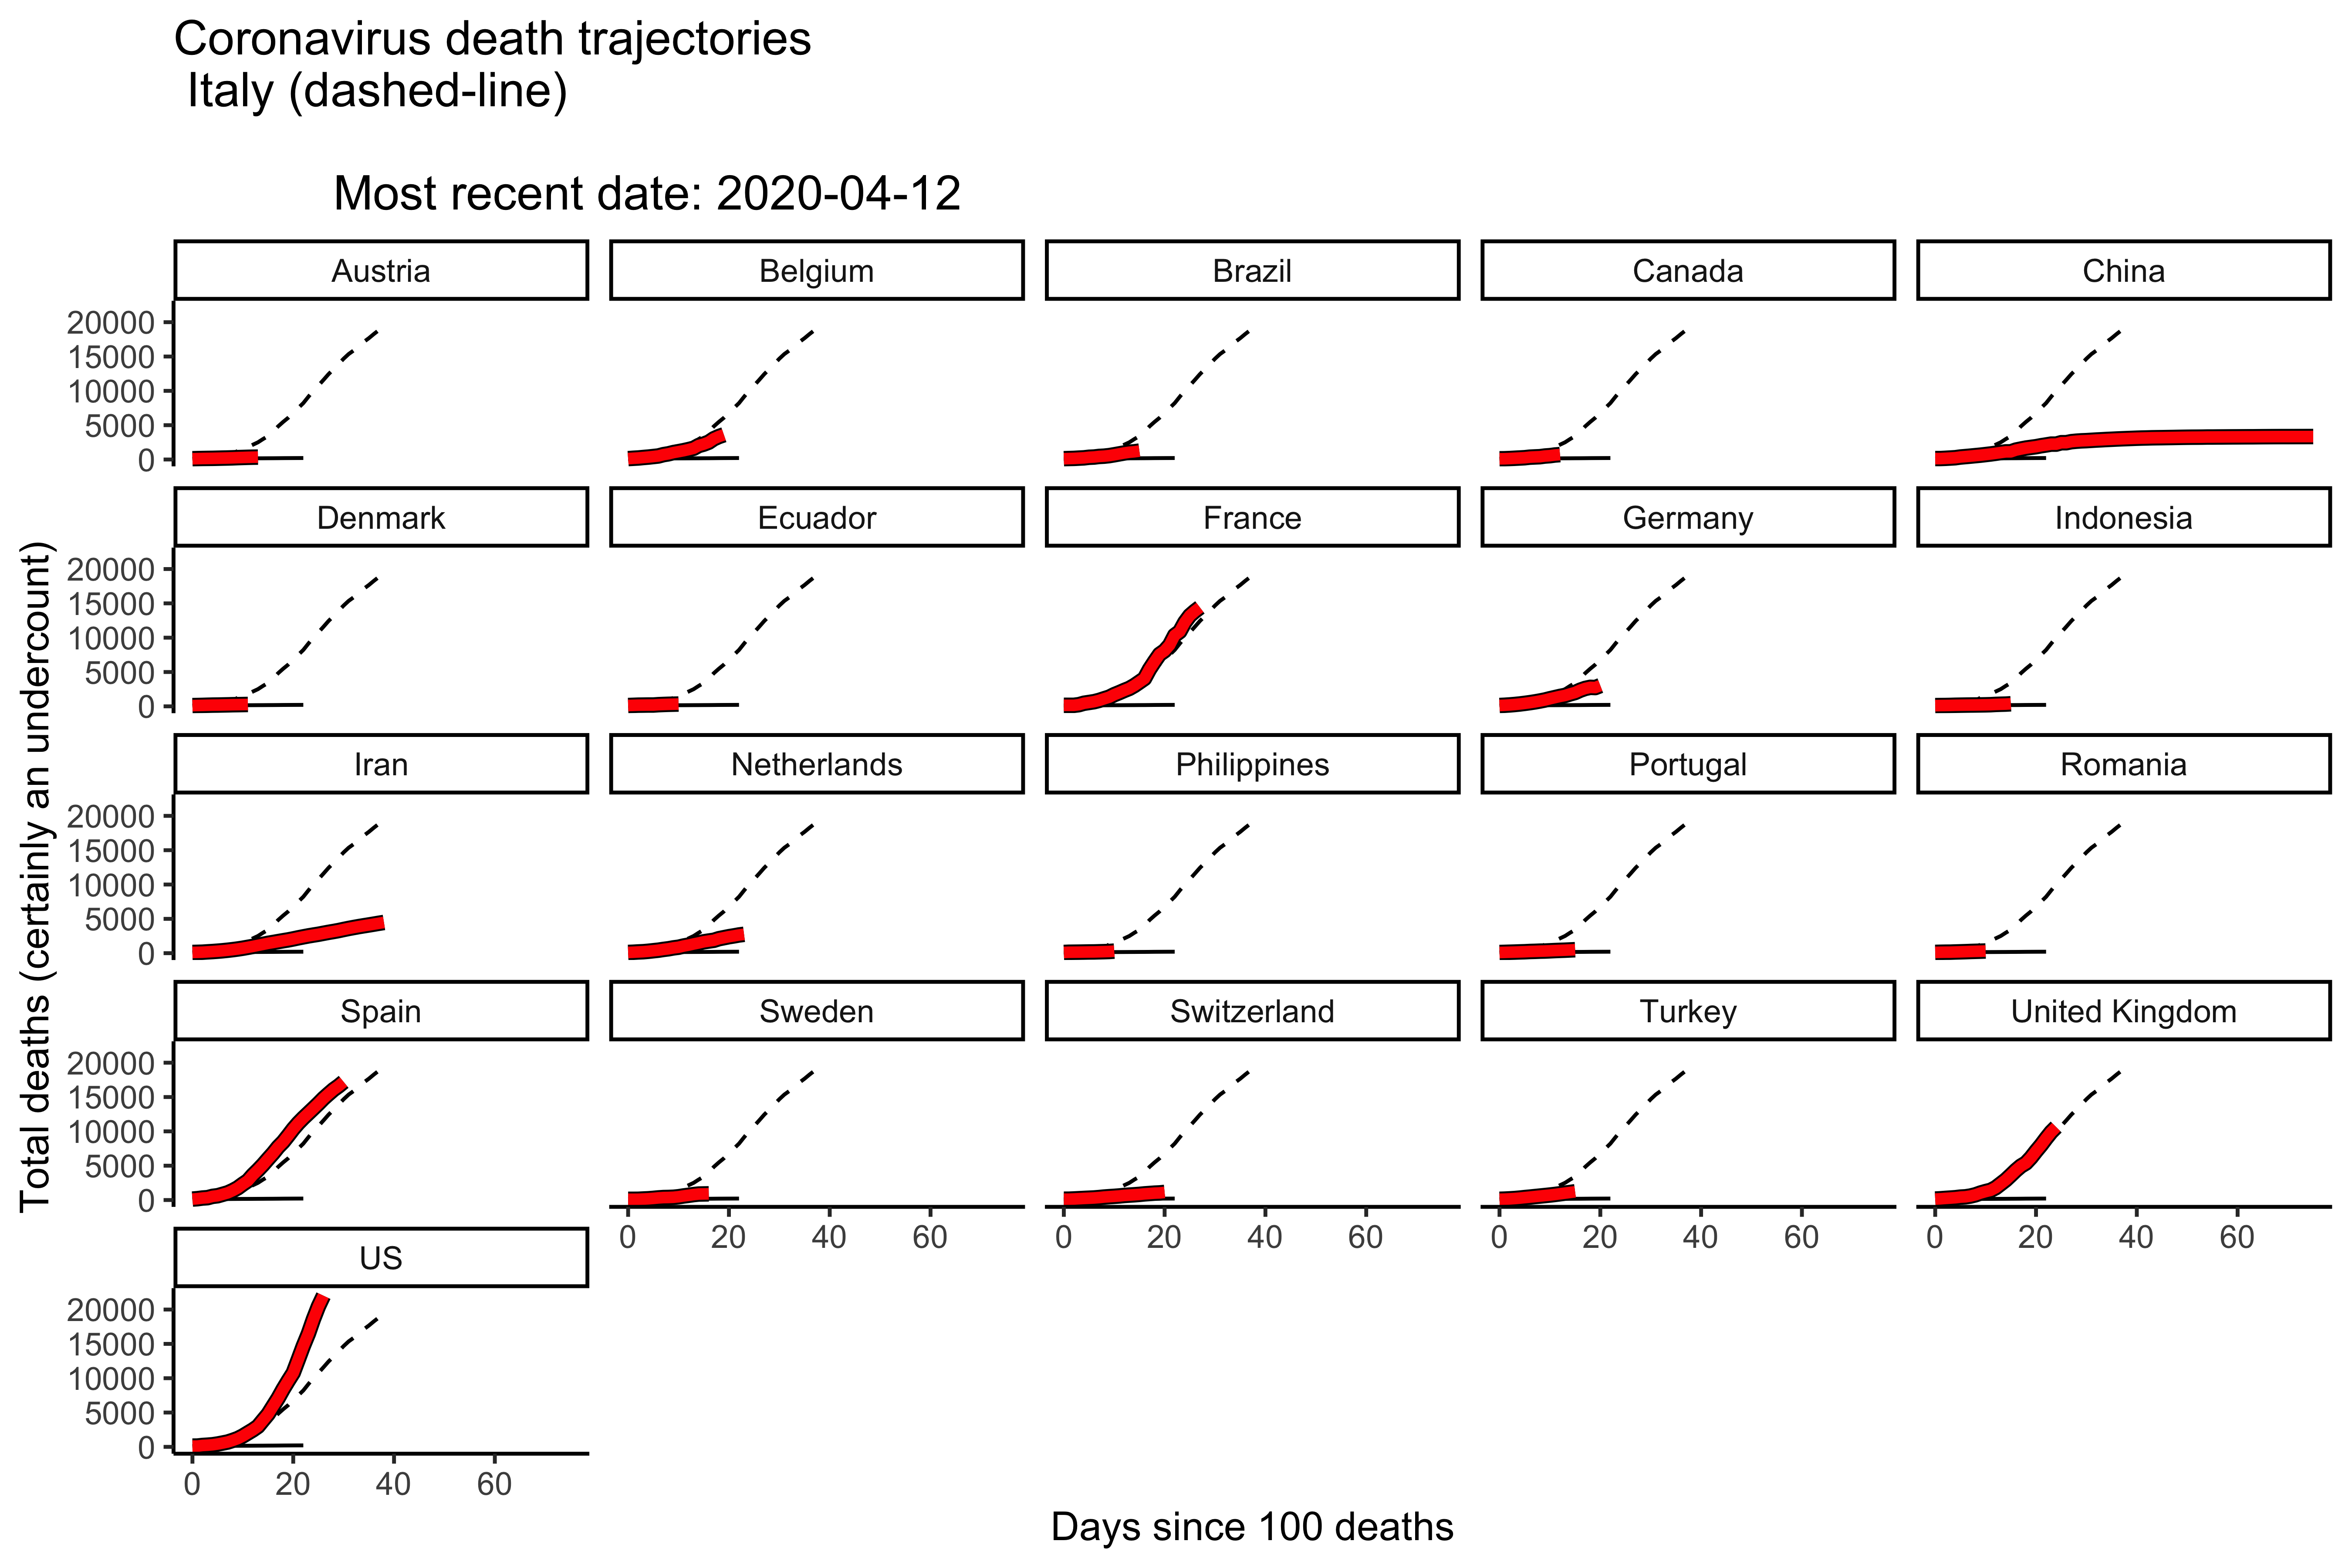 Coronavirus death trajectories
Italy (dashed-line)
Most recent date: 2020-04-12
Total deaths (certainly an undercount)
Austria
Belgium
Brazil
Canada
China
20000
15000
10000
5000
0
Denmark
Ecuador
France
Germany
Indonesia
20000
15000
10000
5000
0
Iran
Netherlands
Philippines
Portugal
Romania
20000
15000
10000
5000
0
Spain
Sweden
Switzerland
Turkey
United Kingdom
20000
15000
10000
5000
0
0 20 40 60
0 20 40 60
0 20 40 60
0 20 40 60
US
20000
15000
10000
5000
0
0 20 40 60
Days since 100 deaths